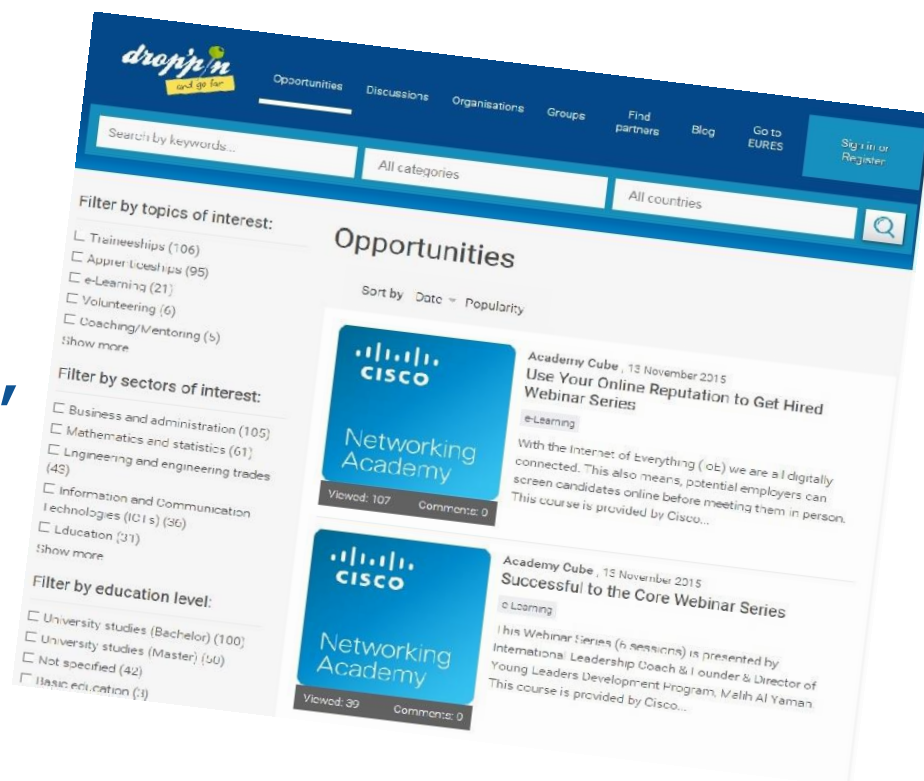 drop'pin
and go far
Opportunities
Discussions
Organisations
Groups
Find
partners
Blog
Go to
EURES
Sign in or
Register
Search by keywords...
All categories
All countries
Filter by topics of interest:
Traineeships (106)
Apprenticeships (95)
e-Learning (21)
Volunteering (6)
Coaching/Mentoring (5)
Show more
Filter by sectors of interest:
Business and administration (105)
Mathematics and statistics (61)
Engineering and engineering trades
(43)
Information and Communication
Technologies (ICTs) (36)
Education (31)
Show more
Filter by education level:
University studies (Bachelor) (100)
University studies (Master) (50)
Not specified (42)
Basic education (3)
Opportunities
Sort by Date Popularity
CISCO
Networking
Academy
Viewed: 107 Comments: 0
Academy Cube , 13 November 2015
Use Your Online Reputation to Get Hired
Webinar Series
e-Learning
With the Internet of Everything (IoE) we are all digitally
connected. This also means, potential employers can
screen candidates online before meeting them in person.
This course is provided by Cisco...
CISCO
Networking
Academy
Viewed: 39 Comments: 0
Academy Cube , 13 November 2015
Successful to the Core Webinar Series
e-Learning
This Webinar Series (6 sessions) is presented by
International Leadership Coach & Founder & Director of
Young Leaders Development Program, Melih Al Yaman
This course is provided by Cisco...